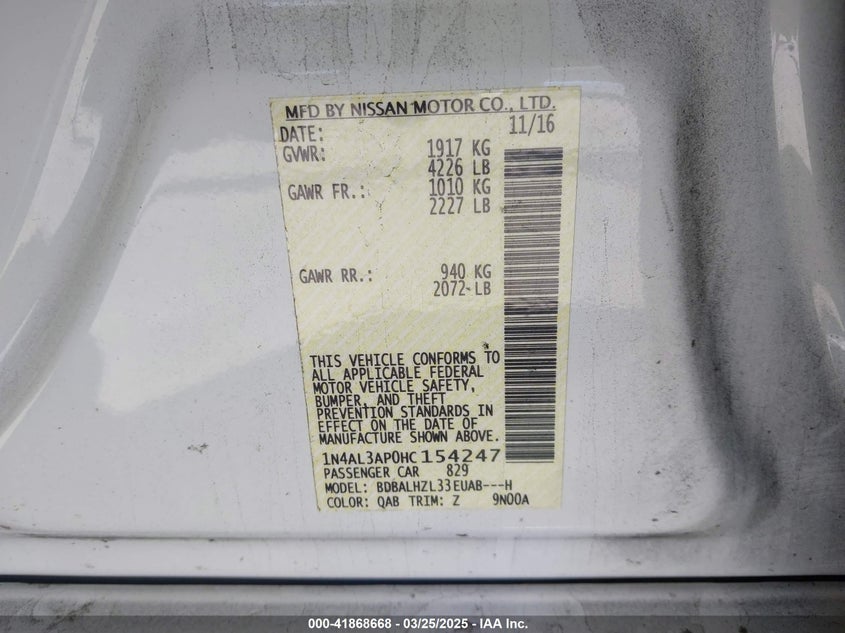 MFD BY NISSAN MOTOR CO., LTD.
DATE: 11/16
GVWR: 1917 KG
4226 LB
GAWR FR.: 1010 KG
2227 LB
GAWR RR.: 940 KG
2072 LB
THIS VEHICLE CONFORMS TO
ALL APPLICABLE FEDERAL
MOTOR VEHICLE SAFETY,
BUMPER, AND THEFT
PREVENTION STANDARDS IN
EFFECT ON THE DATE OF
MANUFACTURE SHOWN ABOVE.
1N4AL3AP0HC154247
PASSENGER CAR 829
MODEL: BDBALHZL33EUAB---H
COLOR: QAB TRIM: Z 9N00A
000-41868668 - 03/25/2025 - IAA Inc.